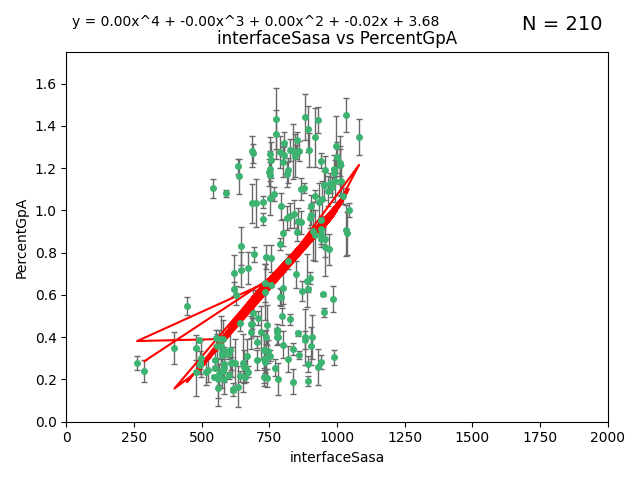 y = 0.00x^4 + -0.00x^3 + 0.00x^2 + -0.02x + 3.68
N = 210
interfaceSasa vs PercentGpA
1.6
1.4
1.2
1.0
0.8
0.6
0.4
0.2
0.0
PercentGpA
0 250 500 750 1000 1250 1500 1750 2000
interfaceSasa